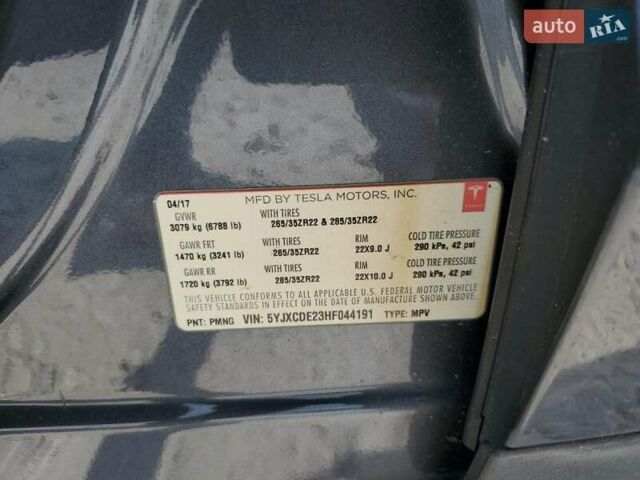 auto RIA.com
04/17 MFD BY TESLA MOTORS, INC.
GVWR WITH TIRES
3079 kg (6788 lb) 265/35ZR22 & 285/35ZR22
GAWR FRT WITH TIRES RIM COLD TIRE PRESSURE
1470 kg (3241 lb) 265/35ZR22 22X9.0 J 290 kPa, 42 psi
GAWR RR WITH TIRES RIM COLD TIRE PRESSURE
1720 kg (3792 lb) 285/35ZR22 22X10.0 J 290 kPa, 42 psi
THIS VEHICLE CONFORMS TO ALL APPLICABLE U.S. FEDERAL MOTOR VEHICLE
SAFETY STANDARDS IN EFFECT ON THE DATE OF MANUFACTURE SHOWN ABOVE.
PNT: PMNG VIN: 5YJXCDE23HF044191 TYPE: MPV
TESLA